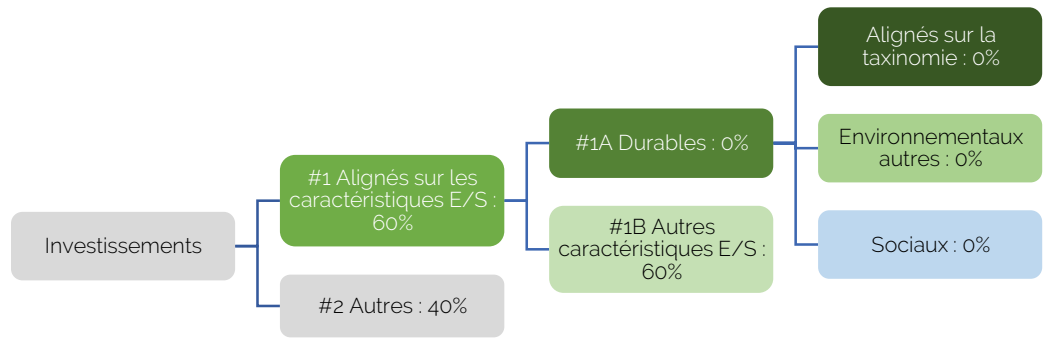 Investissements
#1 Alignés sur les
caractéristiques E/S :
60%
#2 Autres : 40%
#1A Durables : 0%
#1B Autres
caractéristiques E/S :
60%
Alignés sur la
taxinomie : 0%
Environnementaux
autres : 0%
Sociaux : 0%